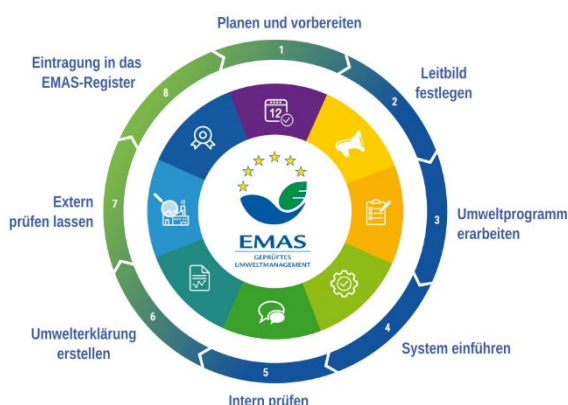 Planen und vorbereiten
1
Leitbild
festlegen
2
Umweltprogramm
erarbeiten
3
System einführen
4
Intern prüfen
5
Umwelterklärung
erstellen
6
Extern
prüfen lassen
7
Eintragung in das
EMAS-Register
8
12
EMAS
GEPRÜFTES
UMWELTMANAGEMENT